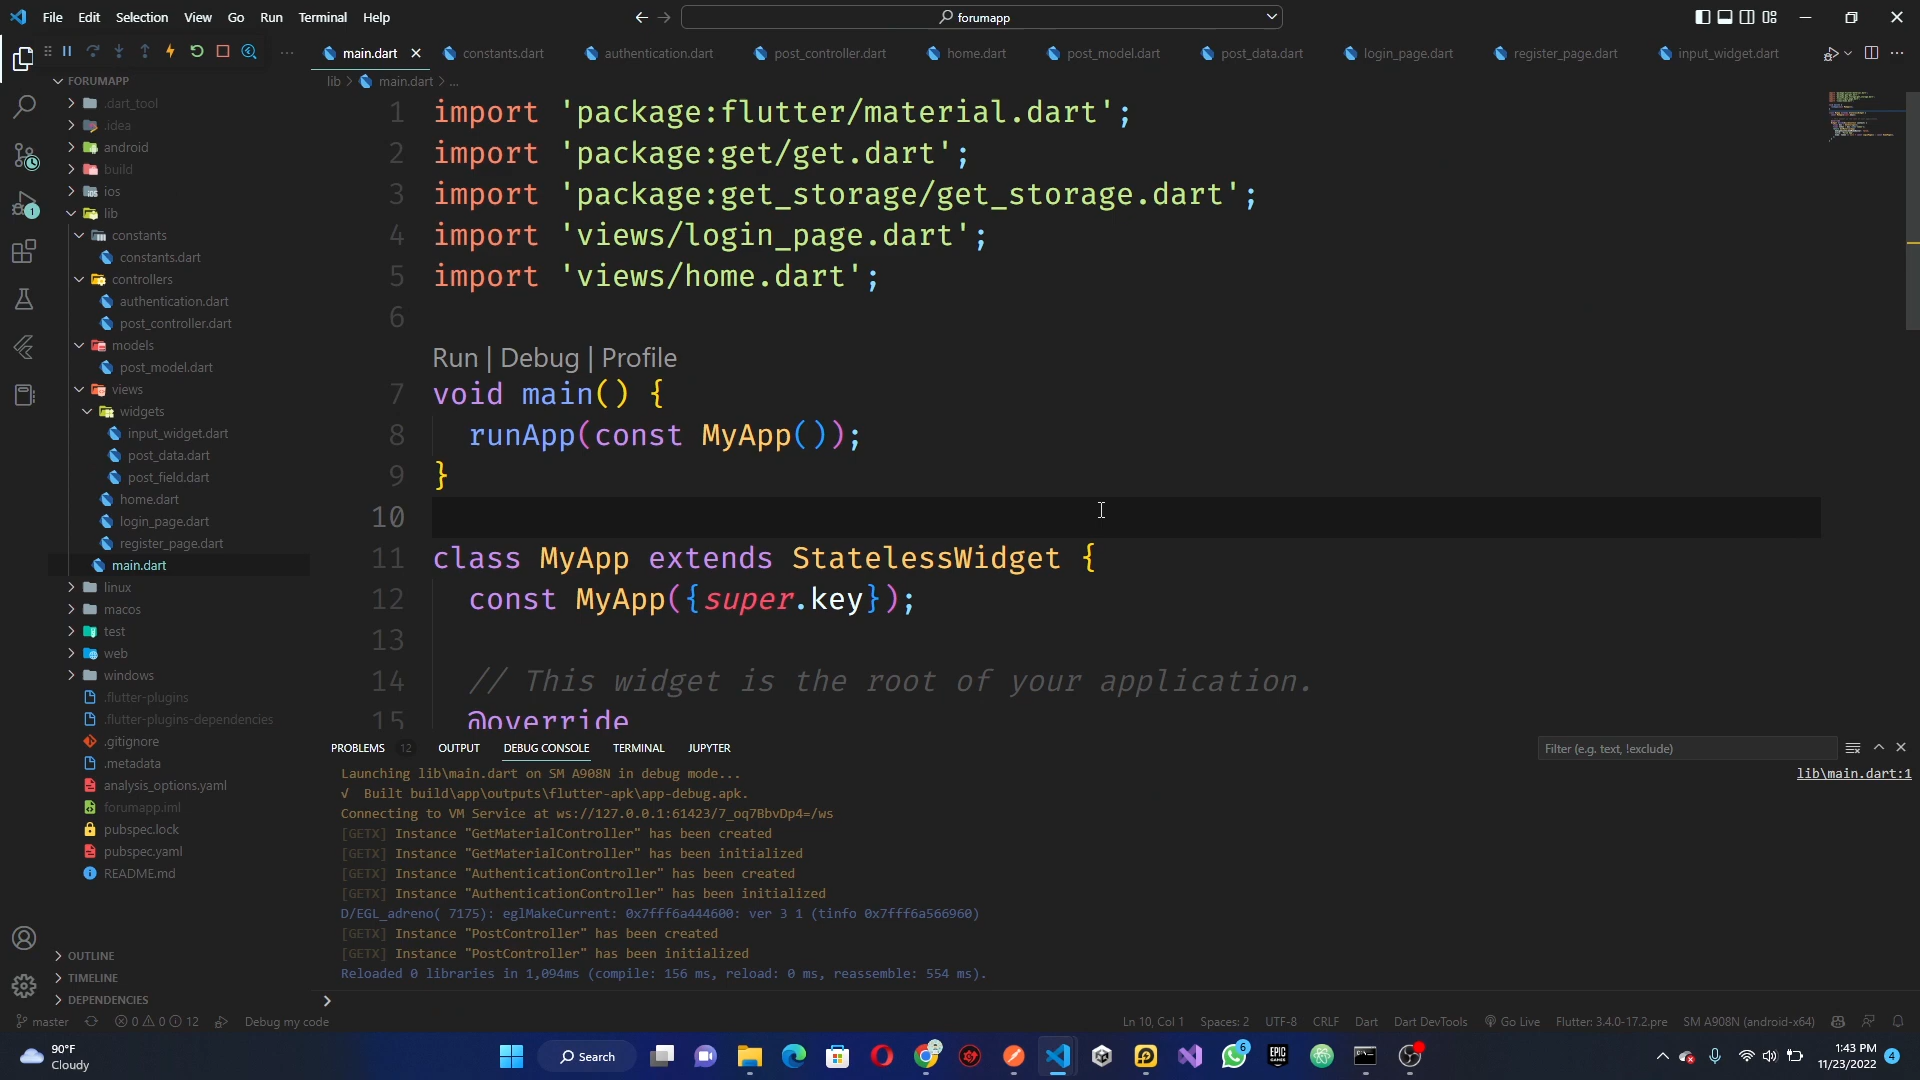 File Edit Selection View Go Run Terminal Help
forumapp
main.dart
constants.dart
authentication.dart
post_controller.dart
home.dart
post_model.dart
post_data.dart
login_page.dart
register_page.dart
input_widget.dart
lib > main.dart > ...
FORUMAPP
.dart_tool
.idea
android
build
ios
lib
constants
constants.dart
controllers
authentication.dart
post_controller.dart
models
post_model.dart
views
widgets
input_widget.dart
post_data.dart
post_field.dart
home.dart
login_page.dart
register_page.dart
main.dart
linux
macos
test
web
windows
.flutter-plugins
.flutter-plugins-dependencies
.gitignore
.metadata
analysis_options.yaml
forumapp.iml
pubspec.lock
pubspec.yaml
README.md
OUTLINE
TIMELINE
DEPENDENCIES
1 import 'package:flutter/material.dart';
2 import 'package:get/get.dart';
3 import 'package:get_storage/get_storage.dart';
4 import 'views/login_page.dart';
5 import 'views/home.dart';
6
Run | Debug | Profile
7 void main() {
8 runApp(const MyApp());
9 }
10
11 class MyApp extends StatelessWidget {
12 const MyApp({super.key});
13
14 // This widget is the root of your application.
15 @override
PROBLEMS 12 OUTPUT DEBUG CONSOLE TERMINAL JUPYTER
Filter (e.g. text, !exclude)
lib\main.dart:1
Launching lib\main.dart on SM A908N in debug mode...
√ Built build\app\outputs\flutter-apk\app-debug.apk.
Connecting to VM Service at ws://127.0.0.1:61423/7_oq7BbvDp4=/ws
[GETX] Instance "GetMaterialController" has been created
[GETX] Instance "GetMaterialController" has been initialized
[GETX] Instance "AuthenticationController" has been created
[GETX] Instance "AuthenticationController" has been initialized
D/EGL_adreno( 7175): eglMakeCurrent: 0x7fff6a444600: ver 3 1 (tinfo 0x7fff6a566960)
[GETX] Instance "PostController" has been created
[GETX] Instance "PostController" has been initialized
Reloaded 0 libraries in 1,094ms (compile: 156 ms, reload: 0 ms, reassemble: 554 ms).
master 0 0 12 Debug my code
Ln 10, Col 1 Spaces: 2 UTF-8 CRLF Dart Dart DevTools Go Live Flutter: 3.4.0-17.2.pre SM A908N (android-x64)
90°F
Cloudy
Search
EPIC GAMES
6
1:43 PM
11/23/2022
4